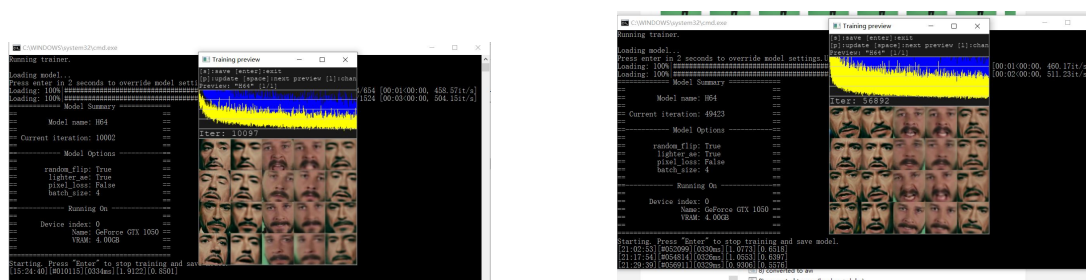 C:\WINDOWS\system32\cmd.exe
Running trainer.
Loading model...
Press enter in 2 seconds to override model setti
Loading: 100%
/654 [00:01<00:00, 458.57it/s]
Loading: 100%
1524 [00:03<00:00, 504.15it/s]
== Model Summary ==
== Model name: H64 ==
== Current iteration: 10002 ==
== Model Options ==
== random_flip: True ==
== lighter_ae: True ==
== pixel_loss: False ==
== batch_size: 4 ==
== Running On ==
== Device index: 0 ==
== Name: GeForce GTX 1050 ==
== VRAM: 4.00GB ==
Starting. Press "Enter" to stop training and sav
[15:24:40][#010115][0334ms][1.9122][0.8501]
Training preview
[s]:save [enter]:exit
[p]:update [space]:next preview [l]:chan
Preview: "H64" [1/1]
Iter: 10097
C:\WINDOWS\system32\cmd.exe
Running trainer.
Loading model...
Press enter in 2 seconds to override model settings.
Loading: 100%
[00:01<00:00, 460.17it/s]
Loading: 100%
[00:02<00:00, 511.23it/s]
== Model Summary ==
== Model name: H64 ==
== Current iteration: 49423 ==
== Model Options ==
== random_flip: True ==
== lighter_ae: True ==
== pixel_loss: False ==
== batch_size: 4 ==
== Running On ==
== Device index: 0 ==
== Name: GeForce GTX 1050 ==
== VRAM: 4.00GB ==
Starting. Press "Enter" to stop training and save model.
[21:02:53][#052099][0330ms][1.0773][0.6518]
[21:17:54][#054814][0326ms][1.0553][0.6397]
[21:29:39][#056911][0329ms][0.9306][0.5576]
Training preview
[s]:save [enter]:exit
[p]:update [space]:next preview [l]:chan
Preview: "H64" [1/1]
Iter: 56892
8) converted to avi